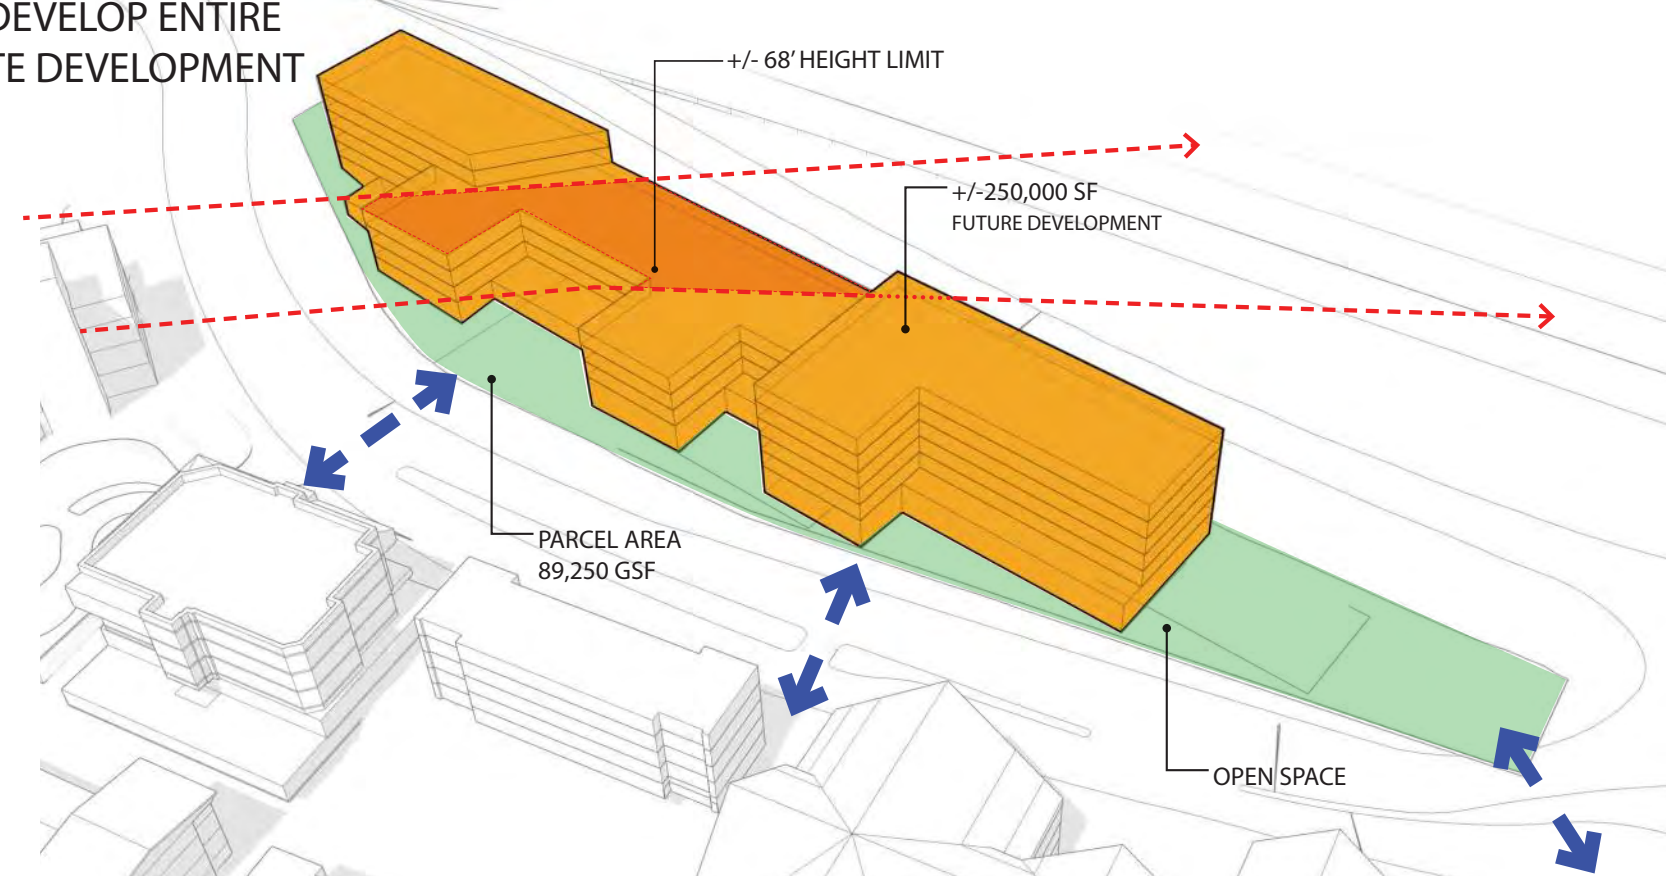 DEVELOP ENTIRE
TE DEVELOPMENT
+/- 68' HEIGHT LIMIT
+/-250,000 SF
FUTURE DEVELOPMENT
PARCEL AREA
89,250 GSF
OPEN SPACE